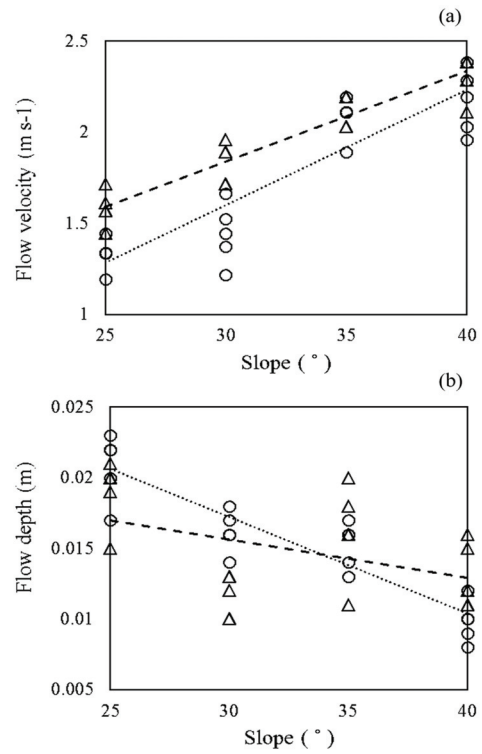 (a)
2.5
2
1.5
1
Flow velocity (m s-1)
25 30 35 40
Slope ( ° )
(b)
0.025
0.02
0.015
0.01
0.005
Flow depth (m)
25 30 35 40
Slope ( ° )